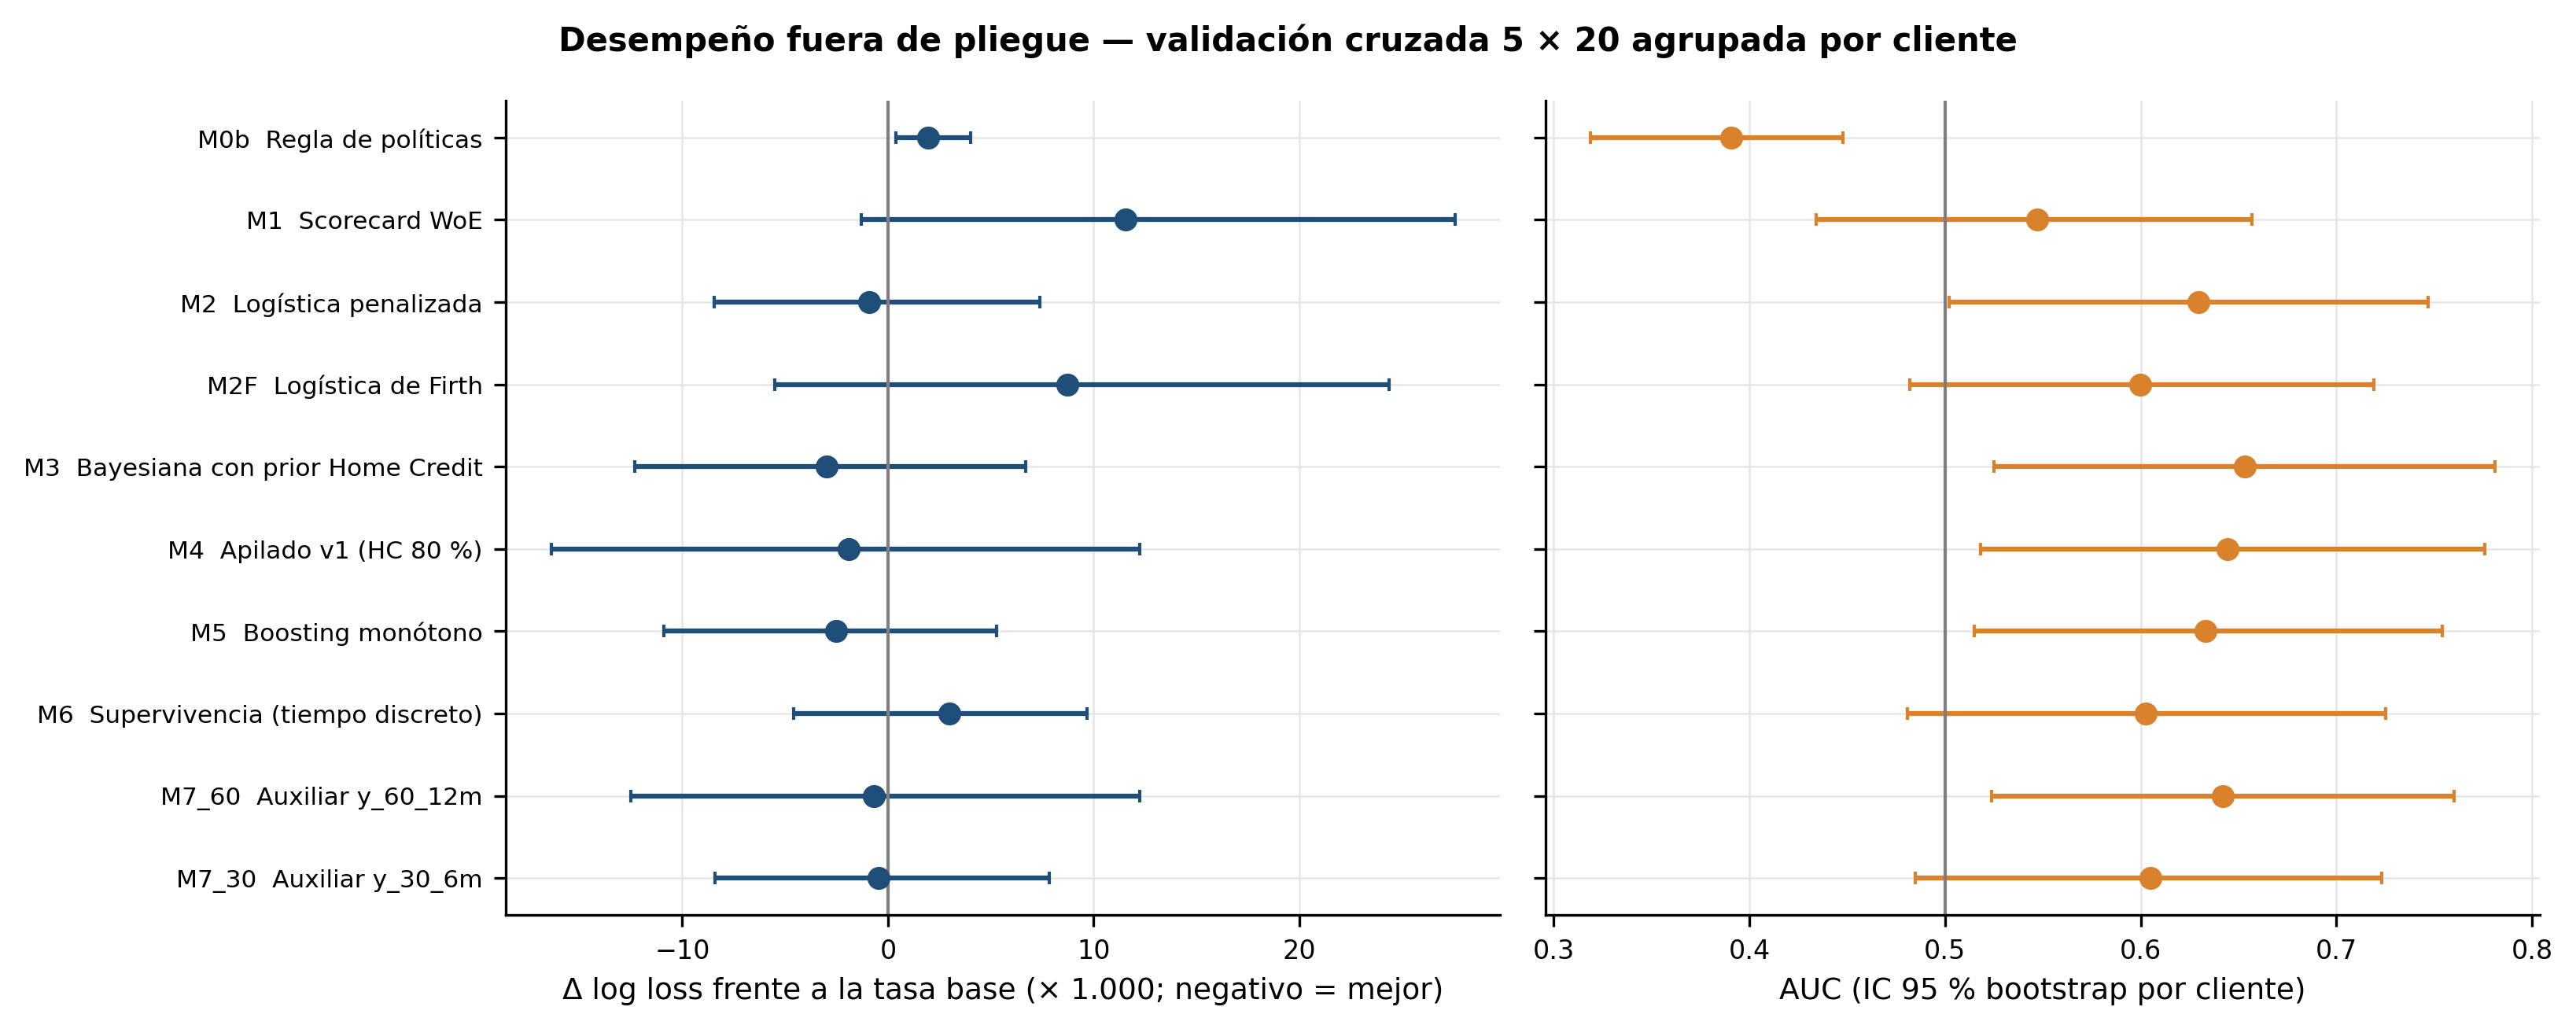 Desempeño fuera de pliegue — validación cruzada 5 × 20 agrupada por cliente
M0b  Regla de políticas
M1  Scorecard WoE
M2  Logística penalizada
M2F  Logística de Firth
M3  Bayesiana con prior Home Credit
M4  Apilado v1 (HC 80 %)
M5  Boosting monótono
M6  Supervivencia (tiempo discreto)
M7_60  Auxiliar y_60_12m
M7_30  Auxiliar y_30_6m
−10 0 10 20
Δ log loss frente a la tasa base (× 1.000; negativo = mejor)
0.3 0.4 0.5 0.6 0.7 0.8
AUC (IC 95 % bootstrap por cliente)